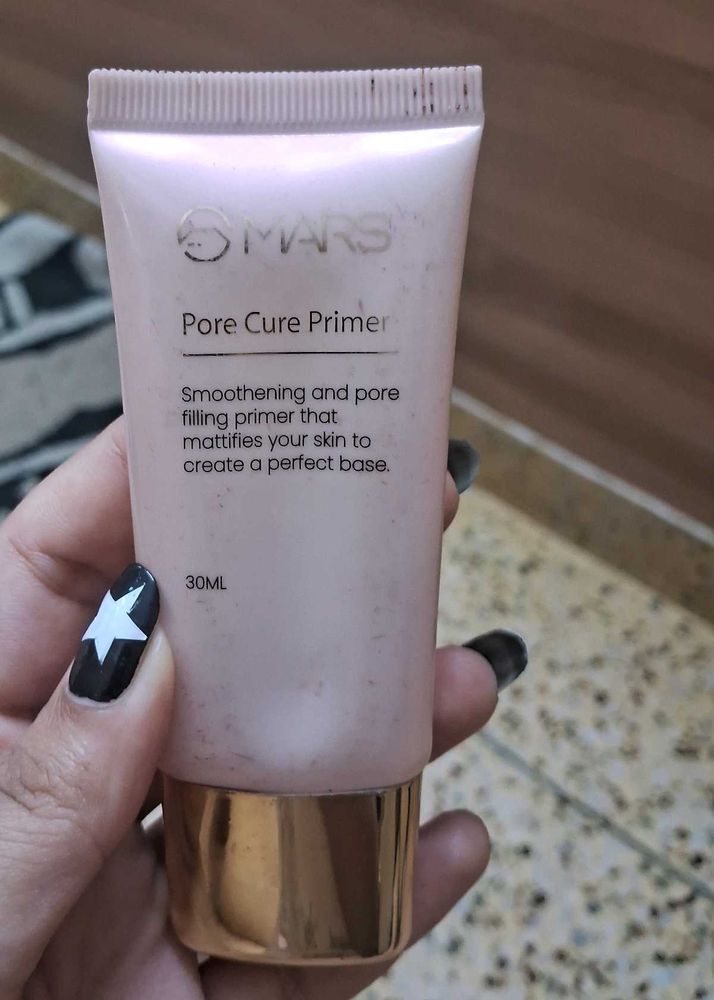 MARS
Pore Cure Primer
Smoothening and pore
filling primer that
mattifies your skin to
create a perfect base.
30ML